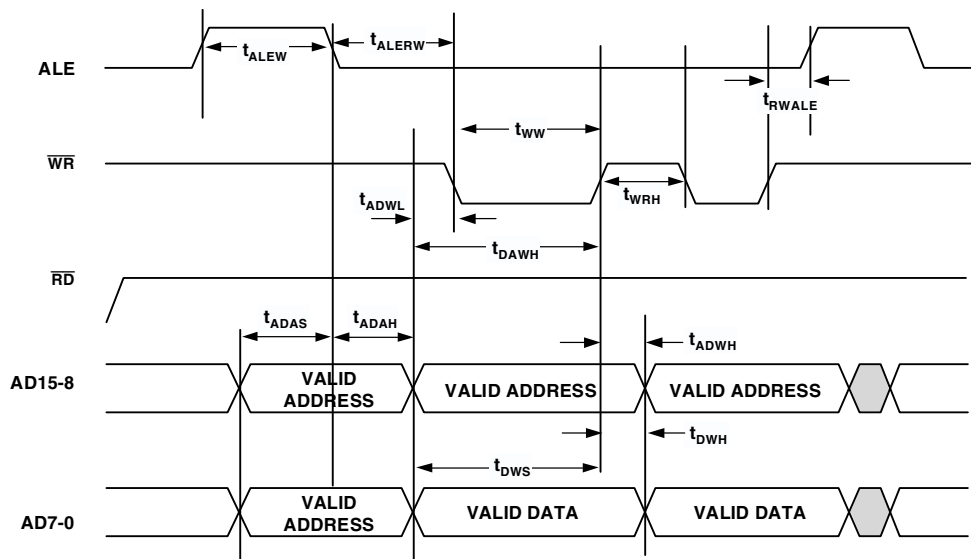 ALE
tALEW
tALERW
tRWALE
tWW
WR
tWRH
tADWL
tDAWH
RD
tADAS
tADAH
tADWH
AD15-8
VALID
ADDRESS
VALID ADDRESS
VALID ADDRESS
tDWH
tDWS
AD7-0
VALID
ADDRESS
VALID DATA
VALID DATA